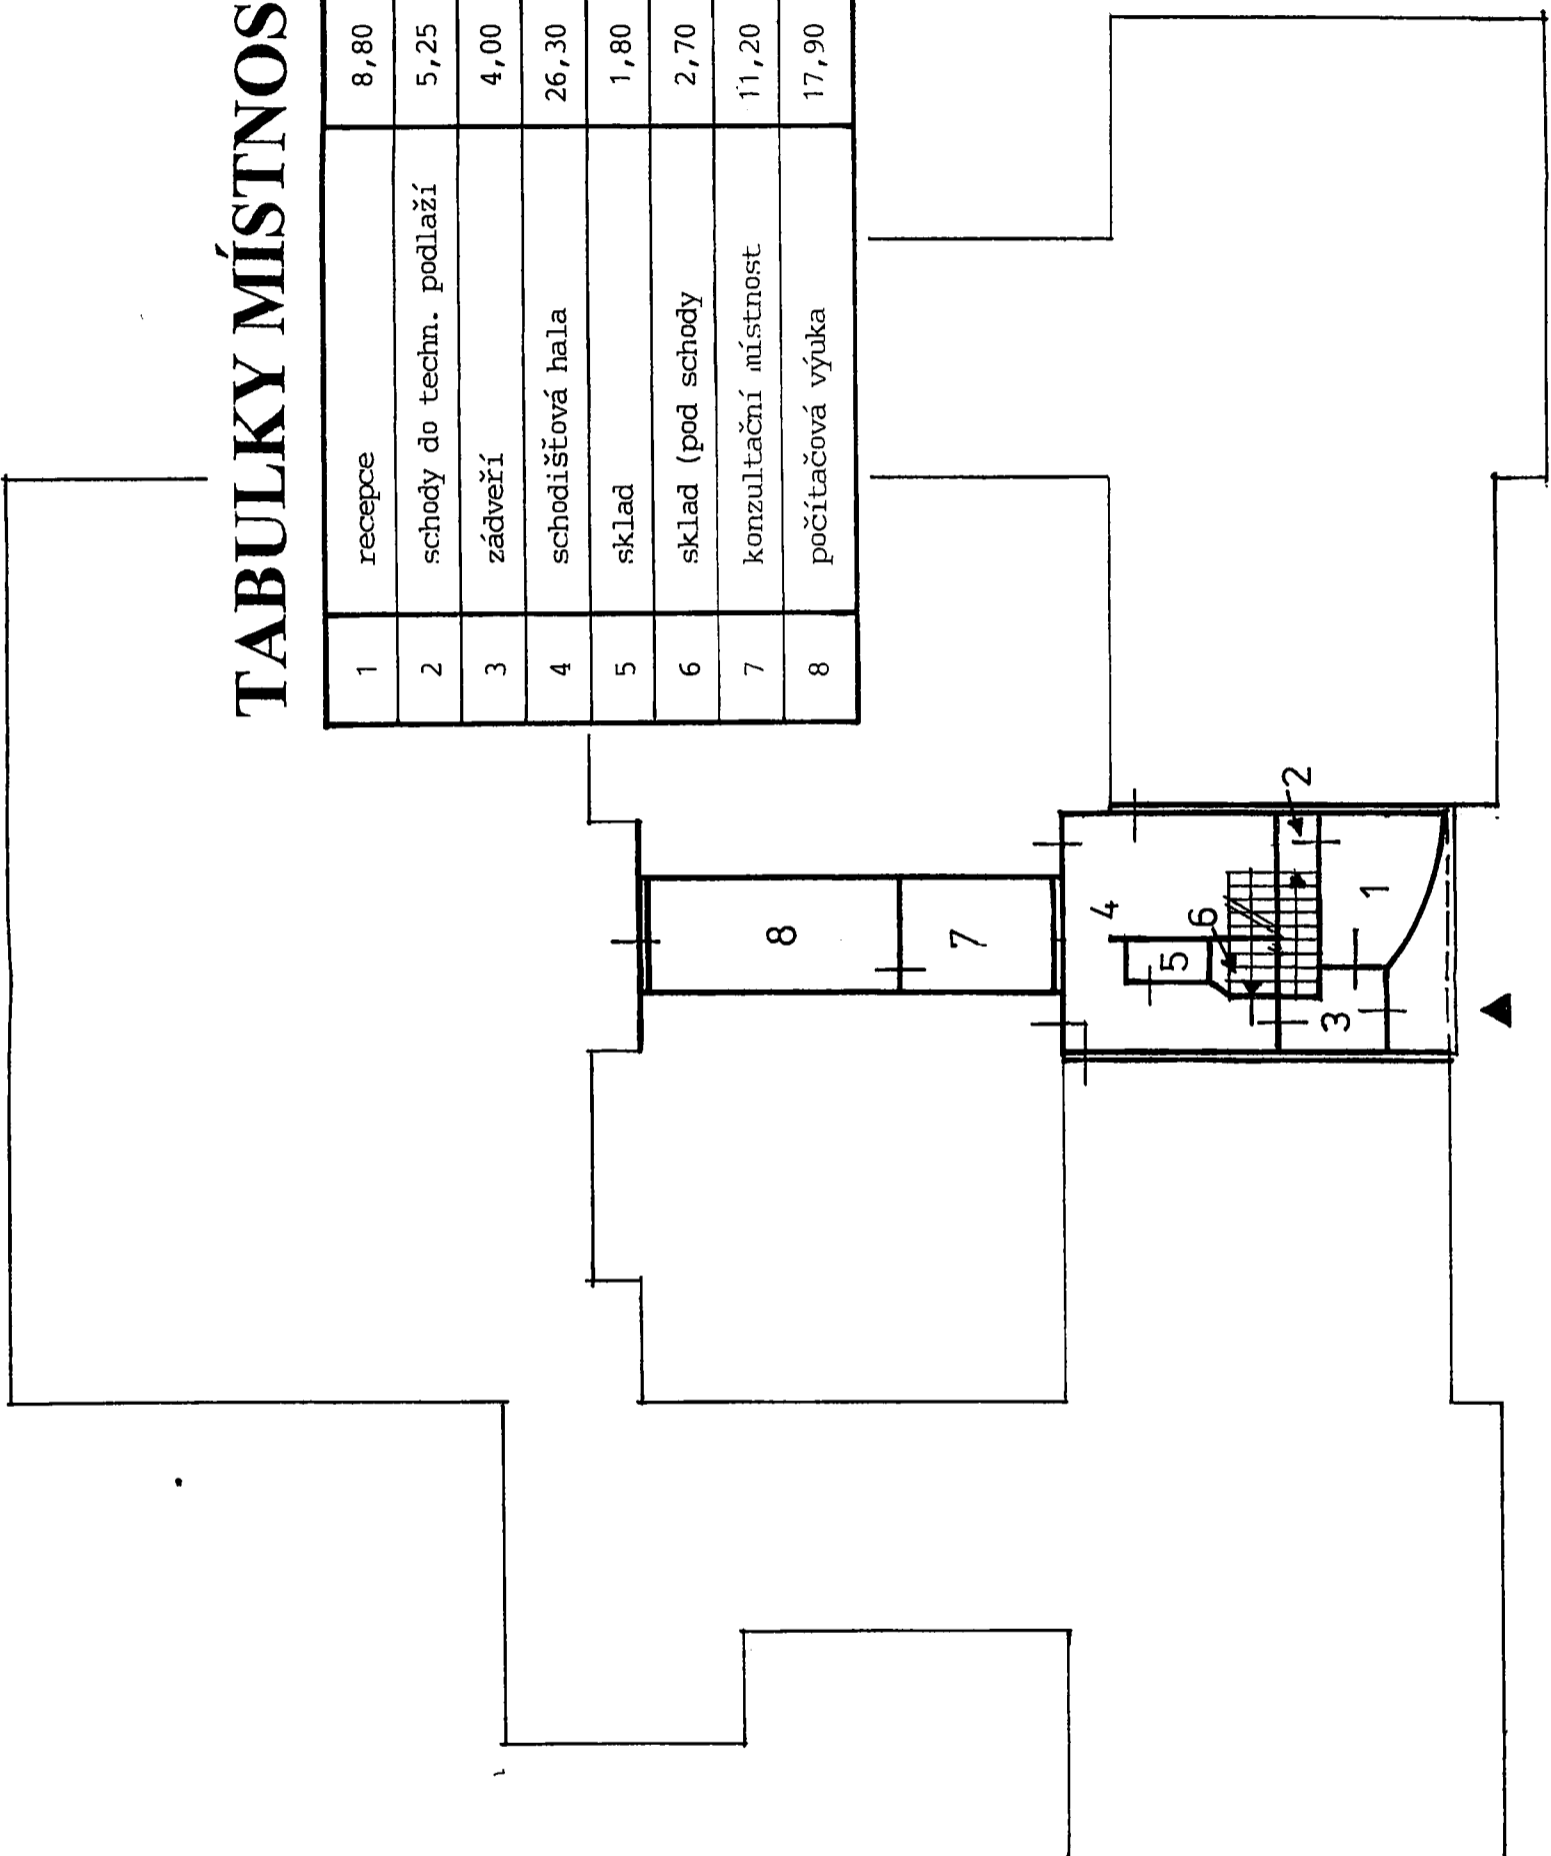 TABULKY MÍSTNOS
1 recepce 8,80
2 schody do techn. podlaží 5,25
3 zádveří 4,00
4 schodišťová hala 26,30
5 sklad 1,80
6 sklad (pod schody 2,70
7 konzultační místnost 11,20
8 počítačová výuka 17,90
8
7
4
6
5
2
1
3